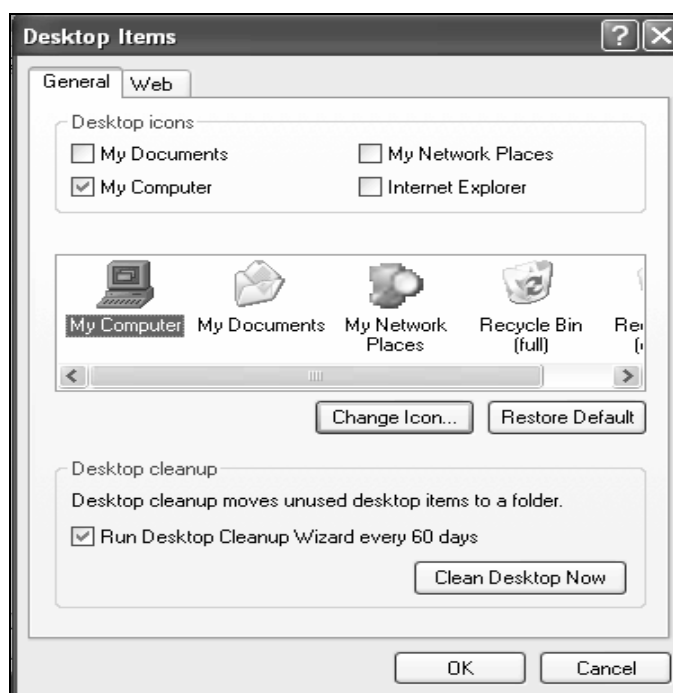 Desktop Items
General Web
Desktop icons
My Documents My Network Places
My Computer Internet Explorer
My Computer My Documents My Network Places Recycle Bin (full)
Change Icon... Restore Default
Desktop cleanup
Desktop cleanup moves unused desktop items to a folder.
Run Desktop Cleanup Wizard every 60 days
Clean Desktop Now
OK Cancel